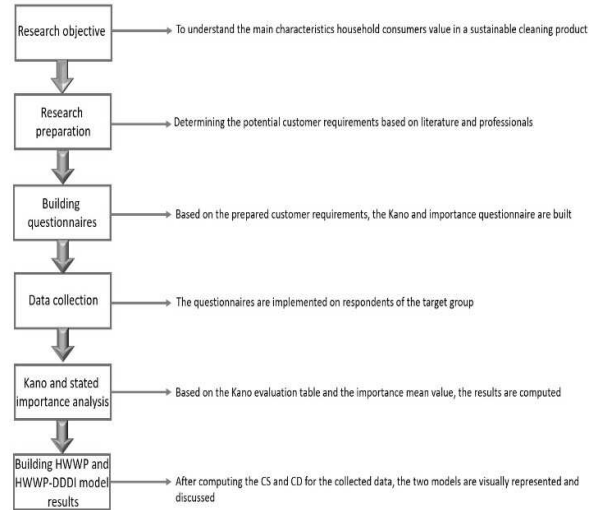 Research objective
To understand the main characteristics household consumers value in a sustainable cleaning product
Research
preparation
Determining the potential customer requirements based on literature and professionals
Building
questionnaires
Based on the prepared customer requirements, the Kano and importance questionnaire are built
Data collection
The questionnaires are implemented on respondents of the target group
Kano and stated
importance analysis
Based on the Kano evaluation table and the importance mean value, the results are computed
Building HWWP and
HWWP-DDDI model
results
After computing the CS and CD for the collected data, the two models are visually represented and
discussed